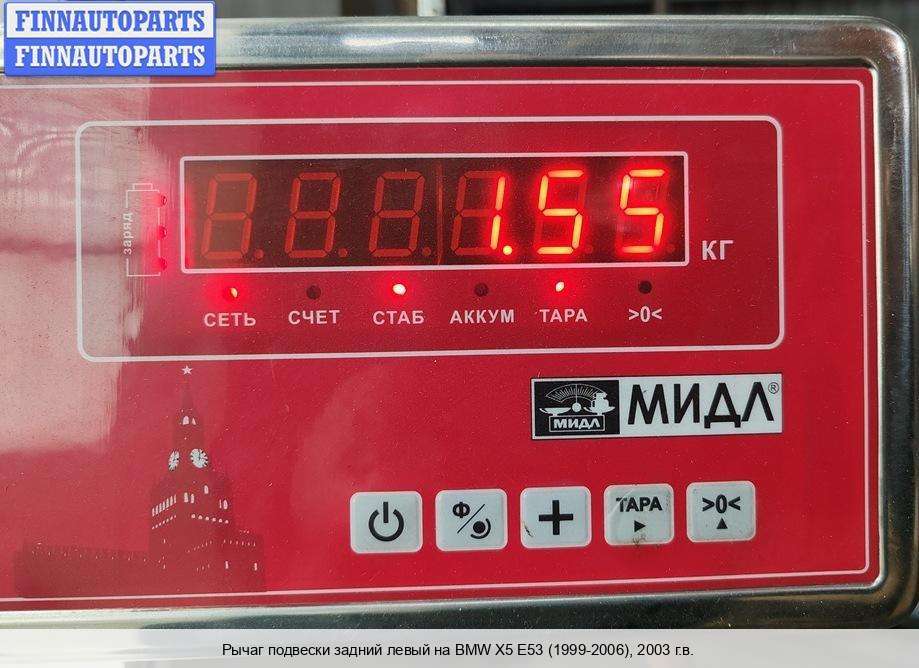 FINNAUTOPARTS
FINNAUTOPARTS
заряд
1.55
КГ
СЕТЬ СЧЕТ СТАБ АККУМ ТАРА >0<
МИДЛ МИДЛ®
Ф ТАРА >0<
Рычаг подвески задний левый на BMW X5 E53 (1999-2006), 2003 г.в.